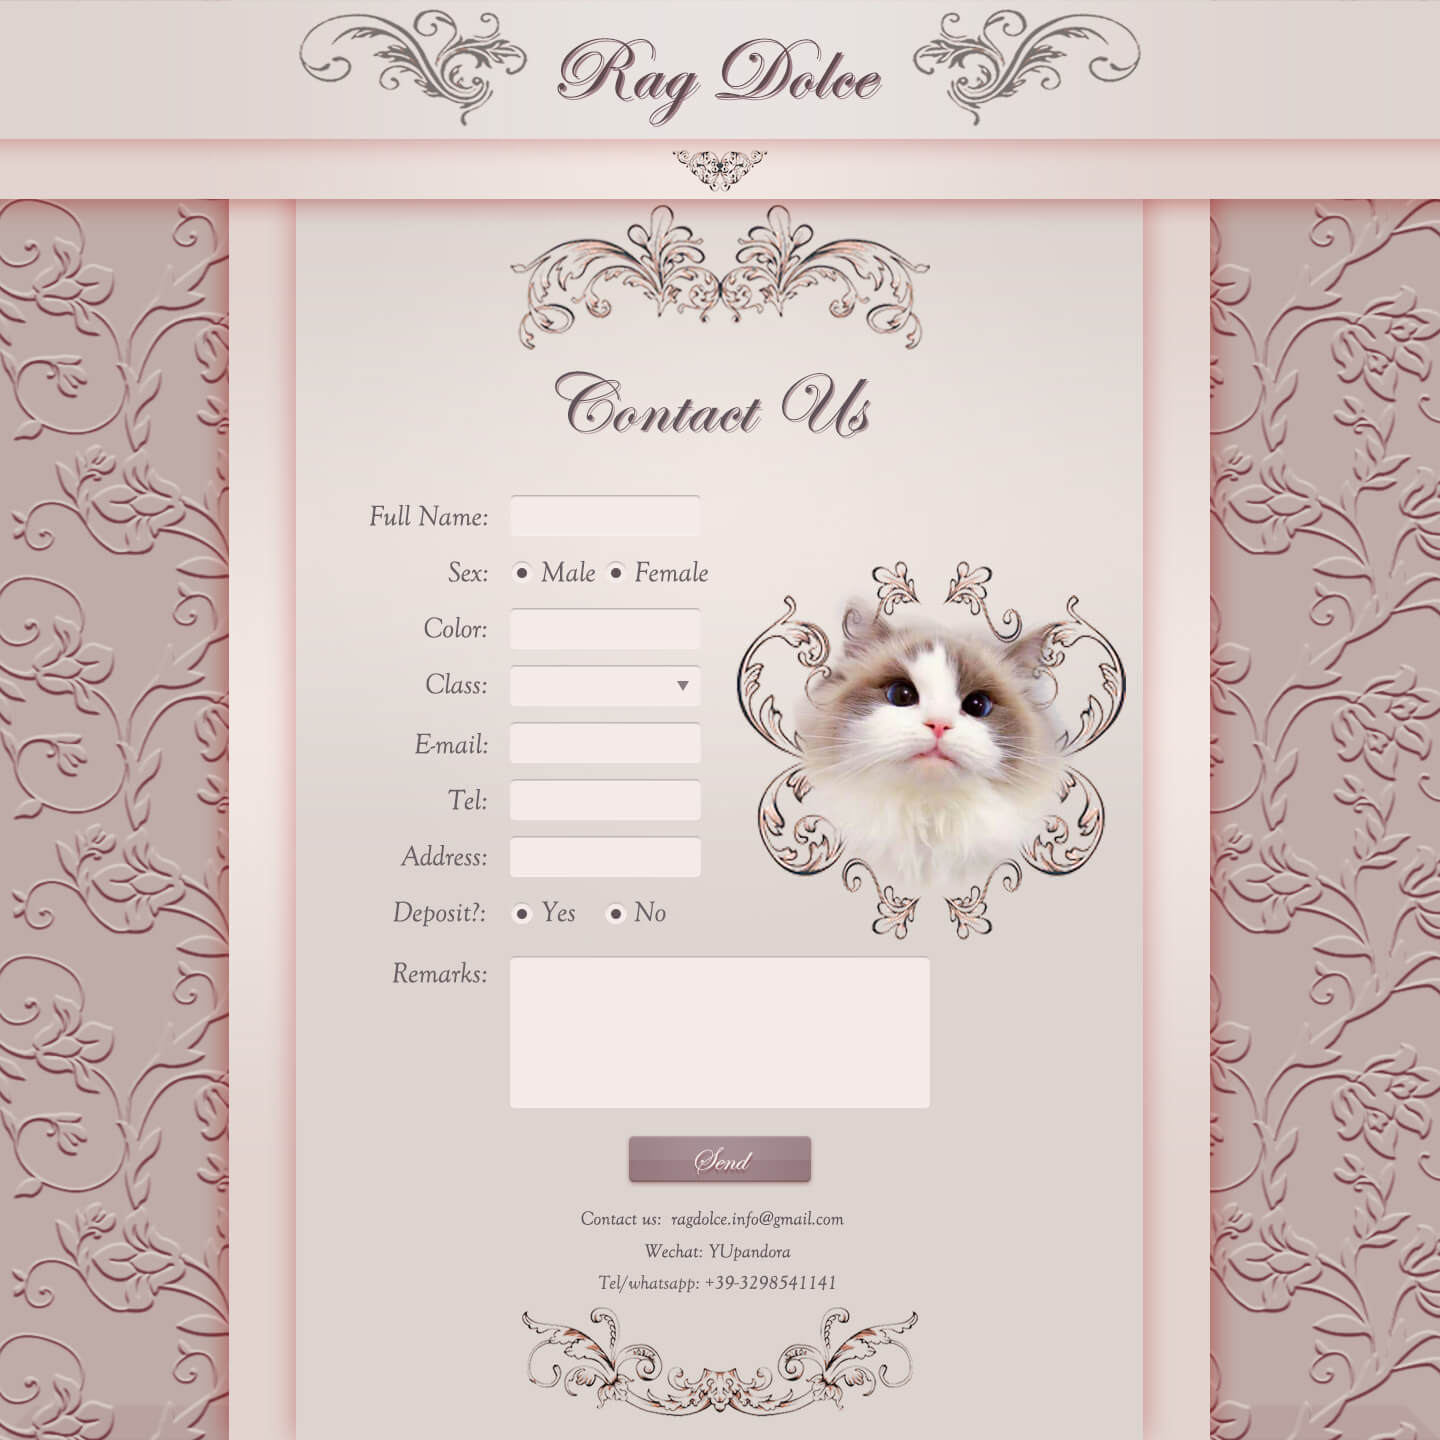 Rag Dolce
Contact Us
Full Name:
Sex: Male Female
Color:
Class:
E-mail:
Tel:
Address:
Deposit?: Yes No
Remarks:
Send
Contact us: ragdolce.info@gmail.com
Wechat: YUpandora
Tel/whatsapp: +39-3298541141